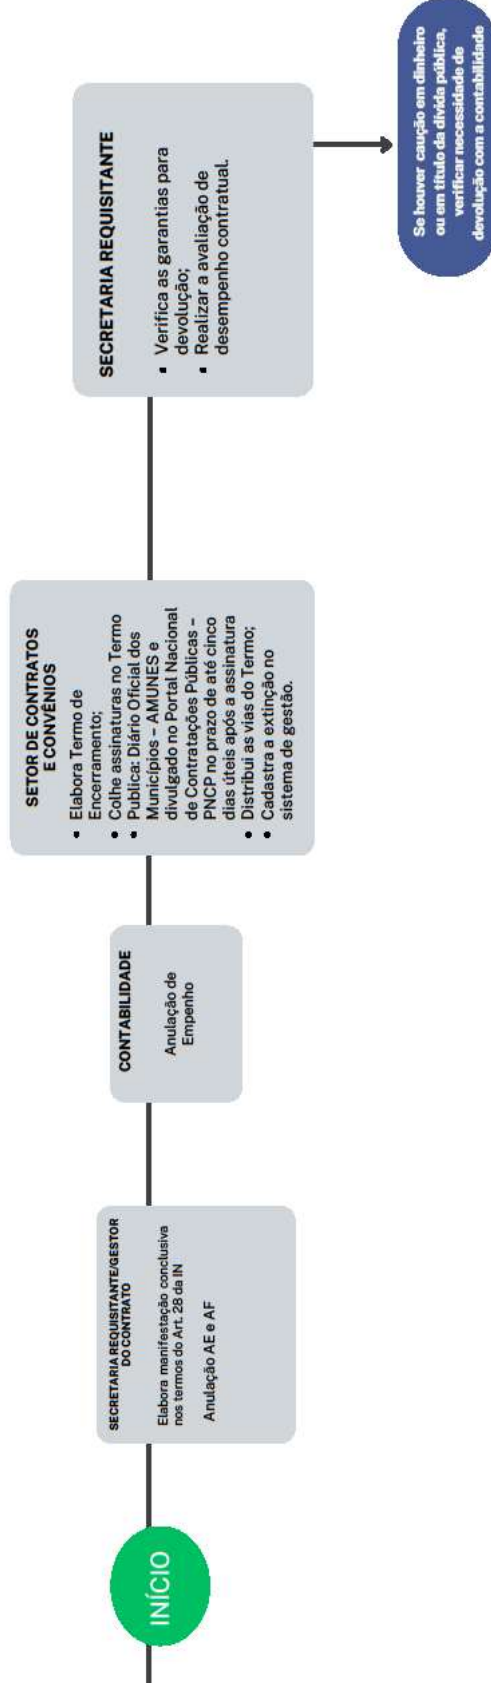 INÍCIO
SECRETARIA REQUISITANTE/GESTOR
DO CONTRATO
Elabora manifestação conclusiva
nos termos do Art. 28 da IN
Anulação AE e AF
CONTABILIDADE
Anulação de
Empenho
SETOR DE CONTRATOS
E CONVÊNIOS
• Elabora Termo de
Encerramento;
• Colhe assinaturas no Termo
• Publica: Diário Oficial dos
Municípios – AMUNES e
divulgado no Portal Nacional
de Contratações Públicas –
PNCP no prazo de até cinco
dias úteis após a assinatura
• Distribui as vias do Termo;
• Cadastra a extinção no
sistema de gestão.
SECRETARIA REQUISITANTE
• Verifica as garantias para
devolução;
• Realizar a avaliação de
desempenho contratual.
Se houver caução em dinheiro
ou em título da dívida pública,
verificar necessidade de
devolução com a contabilidade